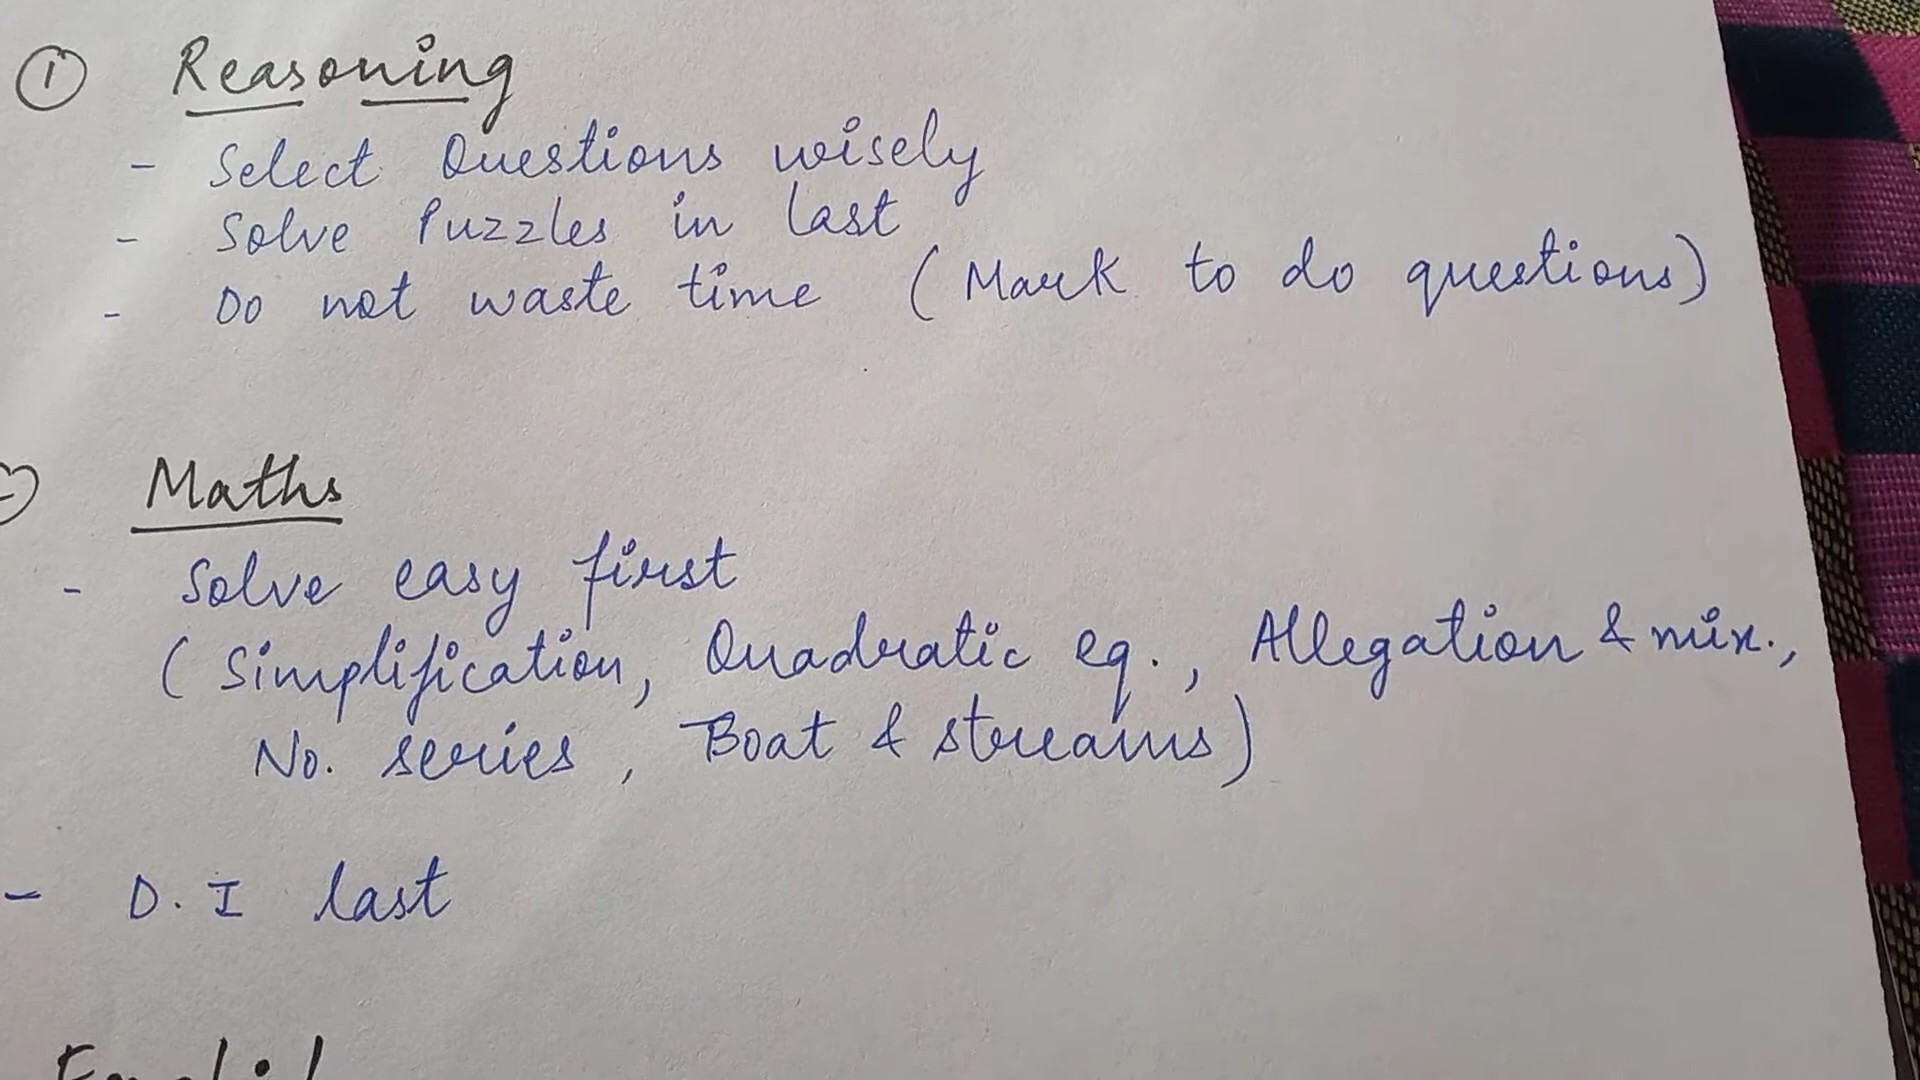 ① Reasoning
- Select Questions wisely
- Solve Puzzles in last
- Do not waste time (Mark to do questions)
Maths
- Solve easy first
(Simplification, Quadratic eq., Allegation & mix.,
No. series, Boat & streams)
- D. I last